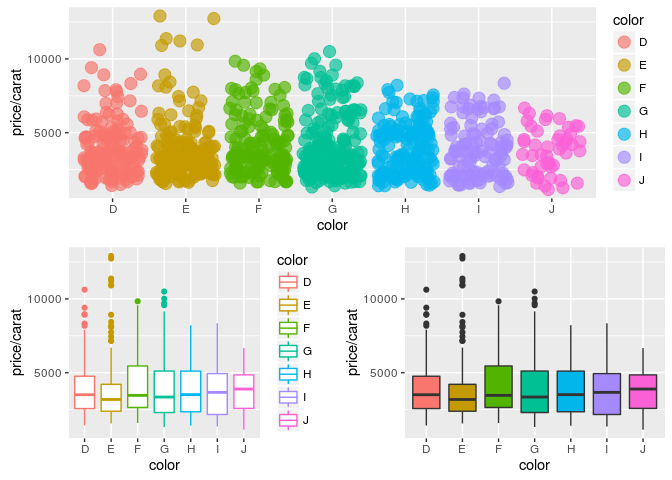 price/carat
10000
5000
D E F G H I J
color
color
D
E
F
G
H
I
J
price/carat
10000
5000
D E F G H I J
color
color
D
E
F
G
H
I
J
price/carat
10000
5000
D E F G H I J
color